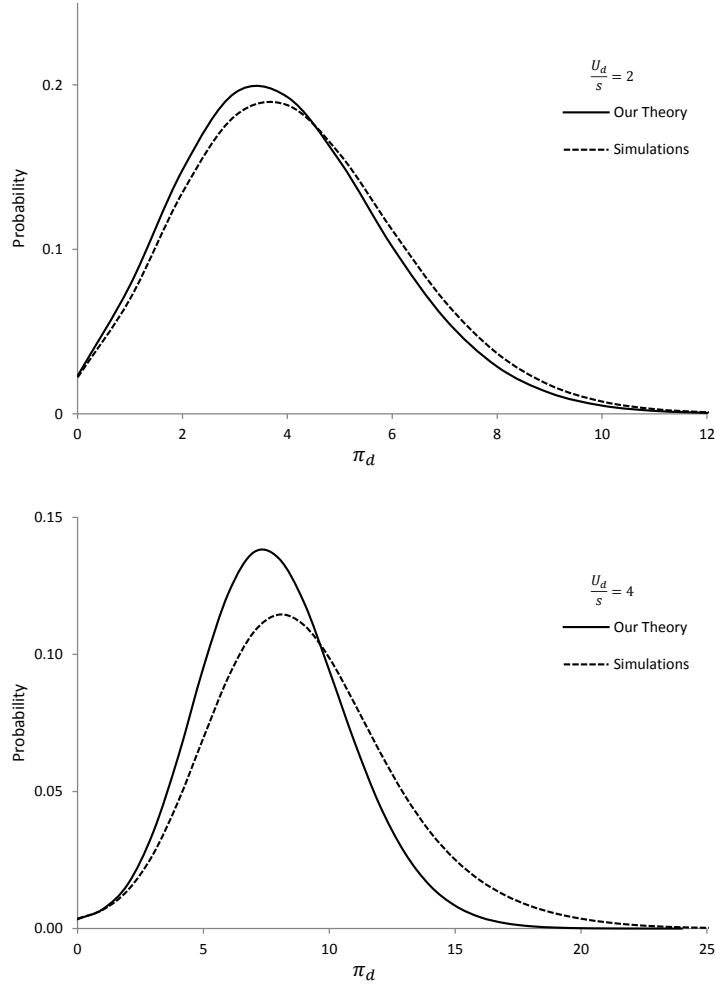 0.2
0.1
0
Probability
0 2 4 6 8 10 12
π_d
U_d/s = 2
Our Theory
Simulations
0.15
0.10
0.05
0.00
Probability
0 5 10 15 20 25
π_d
U_d/s = 4
Our Theory
Simulations